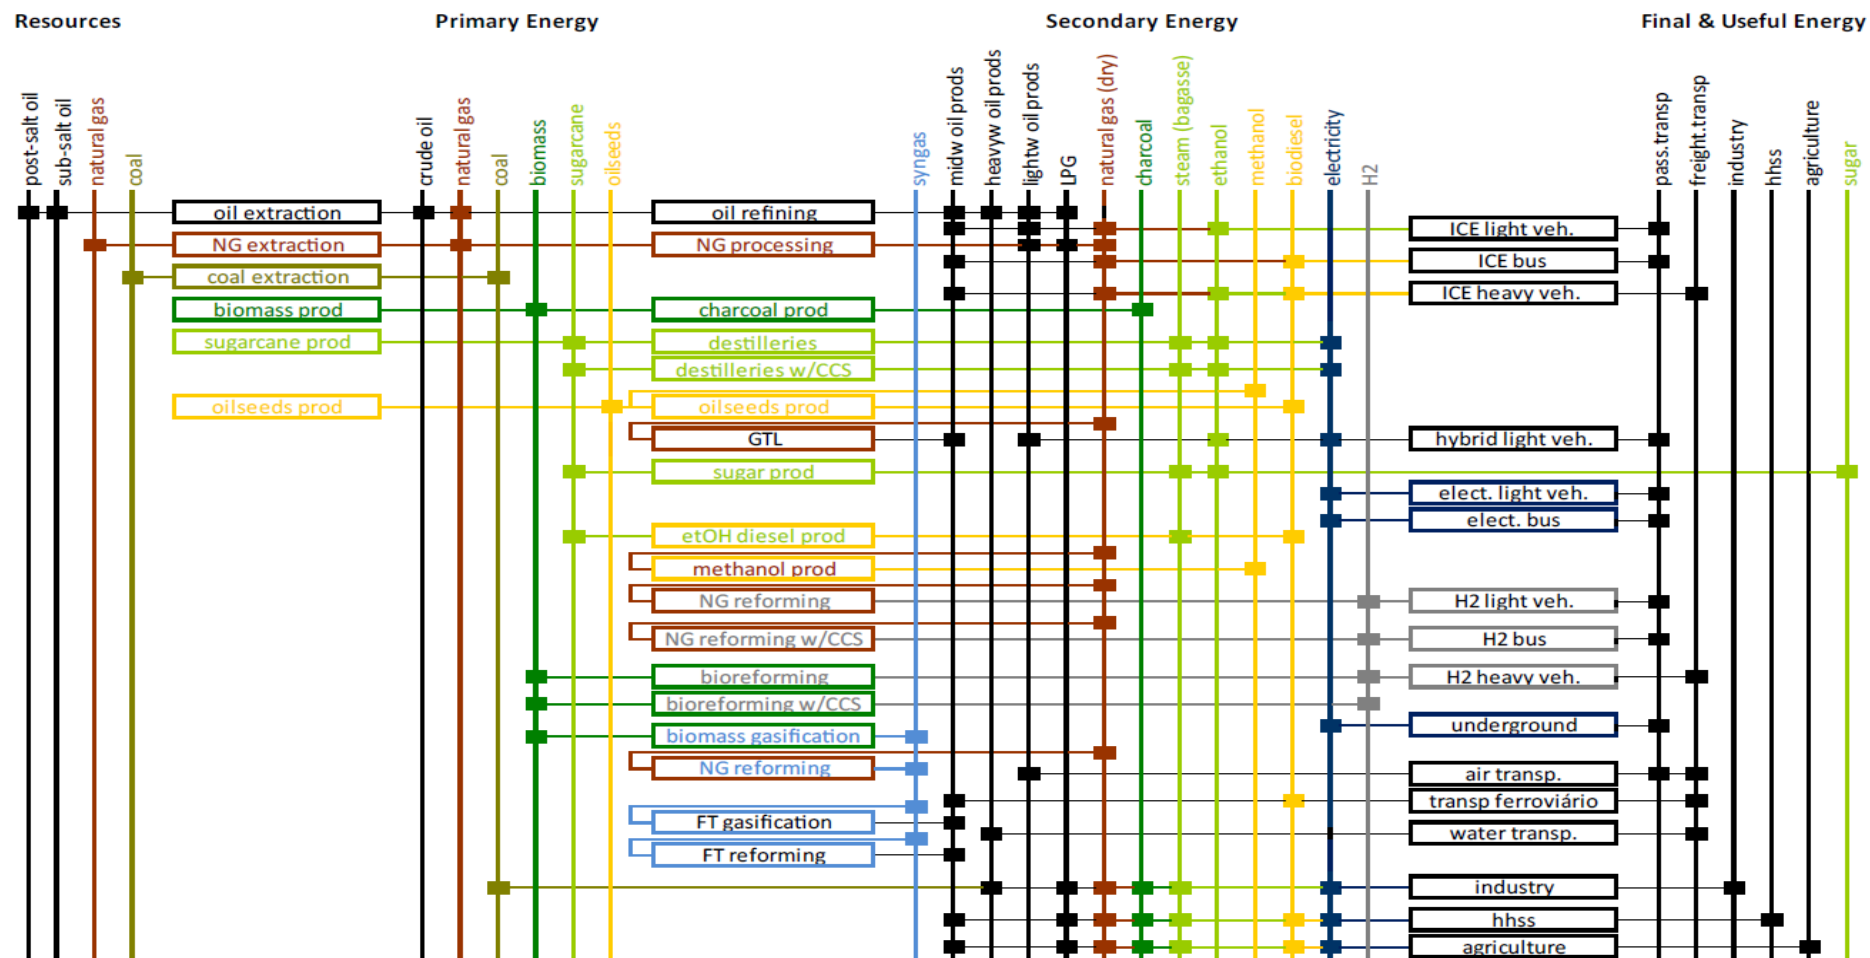 Resources
Primary Energy
Secondary Energy
Final & Useful Energy
post-salt oil
sub-salt oil
natural gas
coal
crude oil
natural gas
coal
biomass
sugarcane
oilseeds
syngas
midw oil prods
heavyw oil prods
lightw oil prods
LPG
natural gas (dry)
charcoal
steam (bagasse)
ethanol
methanol
biodiesel
electricity
H2
pass.transp
freight.transp
industry
hhss
agriculture
sugar
oil extraction
oil refining
ICE light veh.
NG extraction
NG processing
ICE bus
coal extraction
ICE heavy veh.
biomass prod
charcoal prod
sugarcane prod
destilleries
destilleries w/CCS
oilseeds prod
oilseeds prod
GTL
hybrid light veh.
sugar prod
elect. light veh.
elect. bus
etOH diesel prod
methanol prod
NG reforming
H2 light veh.
NG reforming w/CCS
H2 bus
bioreforming
H2 heavy veh.
bioreforming w/CCS
underground
biomass gasification
NG reforming
air transp.
transp ferroviário
FT gasification
water transp.
FT reforming
industry
hhss
agriculture